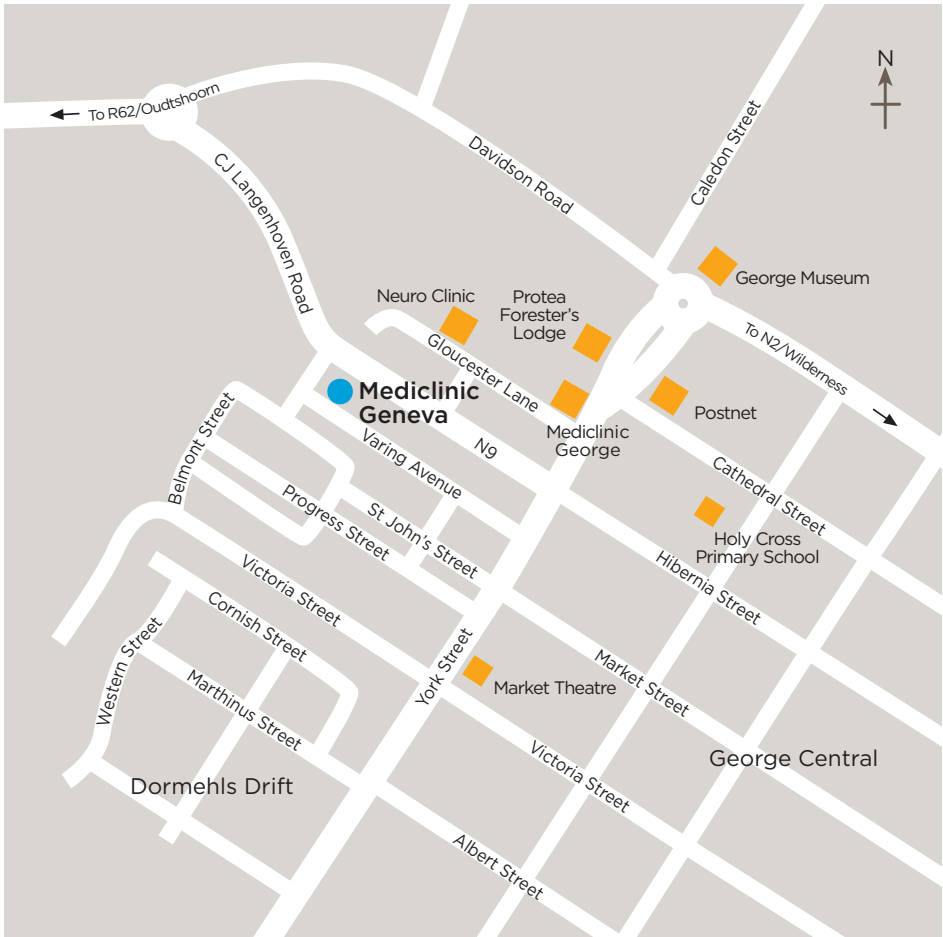 N
To R62/Oudtshoorn
Caledon Street
Davidson Road
CJ Langenhoven Road
George Museum
Neuro Clinic
Protea
Forester's
Lodge
To N2/Wilderness
Gloucester Lane
Mediclinic
Geneva
Postnet
Mediclinic
George
Belmont Street
Varing Avenue
N9
Cathedral Street
Progress Street
St John's Street
Holy Cross
Primary School
Victoria Street
Hibernia Street
Cornish Street
Western Street
York Street
Market Theatre
Market Street
Marthinus Street
Victoria Street
George Central
Dormehls Drift
Albert Street